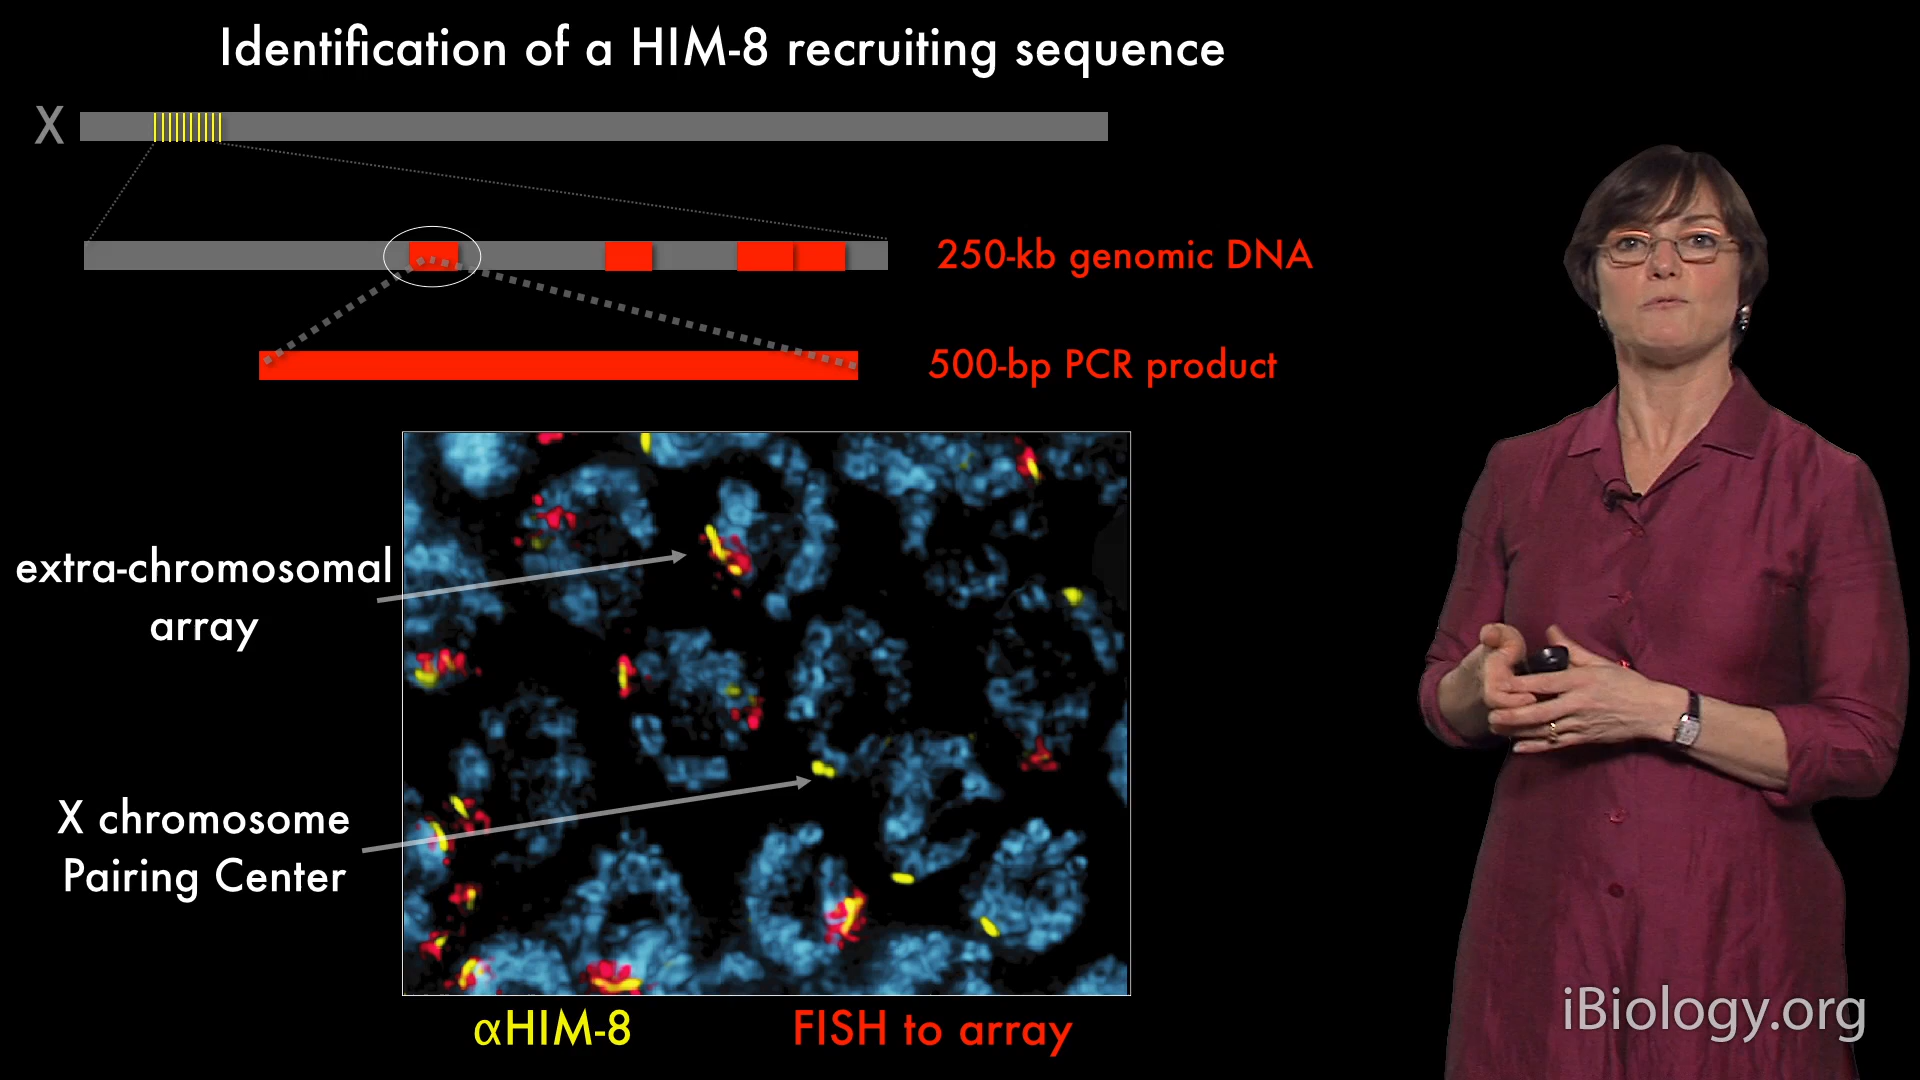 Identification of a HIM-8 recruiting sequence
X
250-kb genomic DNA
500-bp PCR product
extra-chromosomal
array
X chromosome
Pairing Center
αHIM-8
FISH to array
iBiology.org